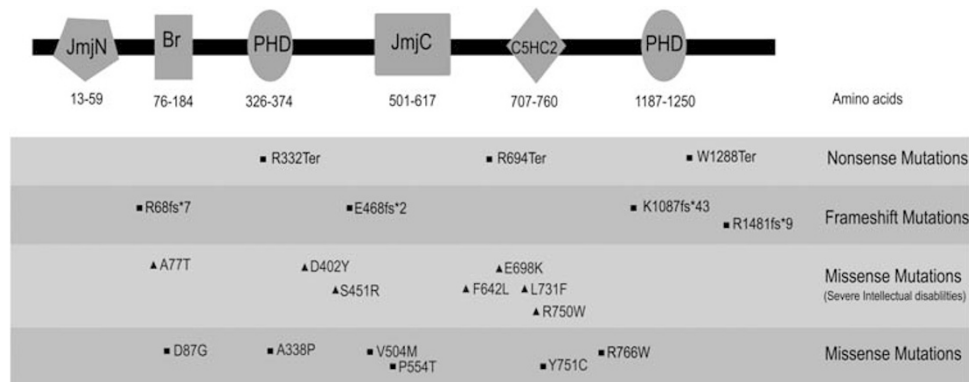 JmjN Br PHD JmjC C5HC2 PHD
13-59 76-184 326-374 501-617 707-760 1187-1250 Amino acids
R332Ter R694Ter W1288Ter Nonsense Mutations
R68fs*7 E468fs*2 K1087fs*43 Frameshift Mutations
R1481fs*9
A77T D402Y E698K Missense Mutations
S451R F642L L731F (Severe Intellectual disabilties)
R750W
D87G A338P V504M R766W Missense Mutations
P554T Y751C